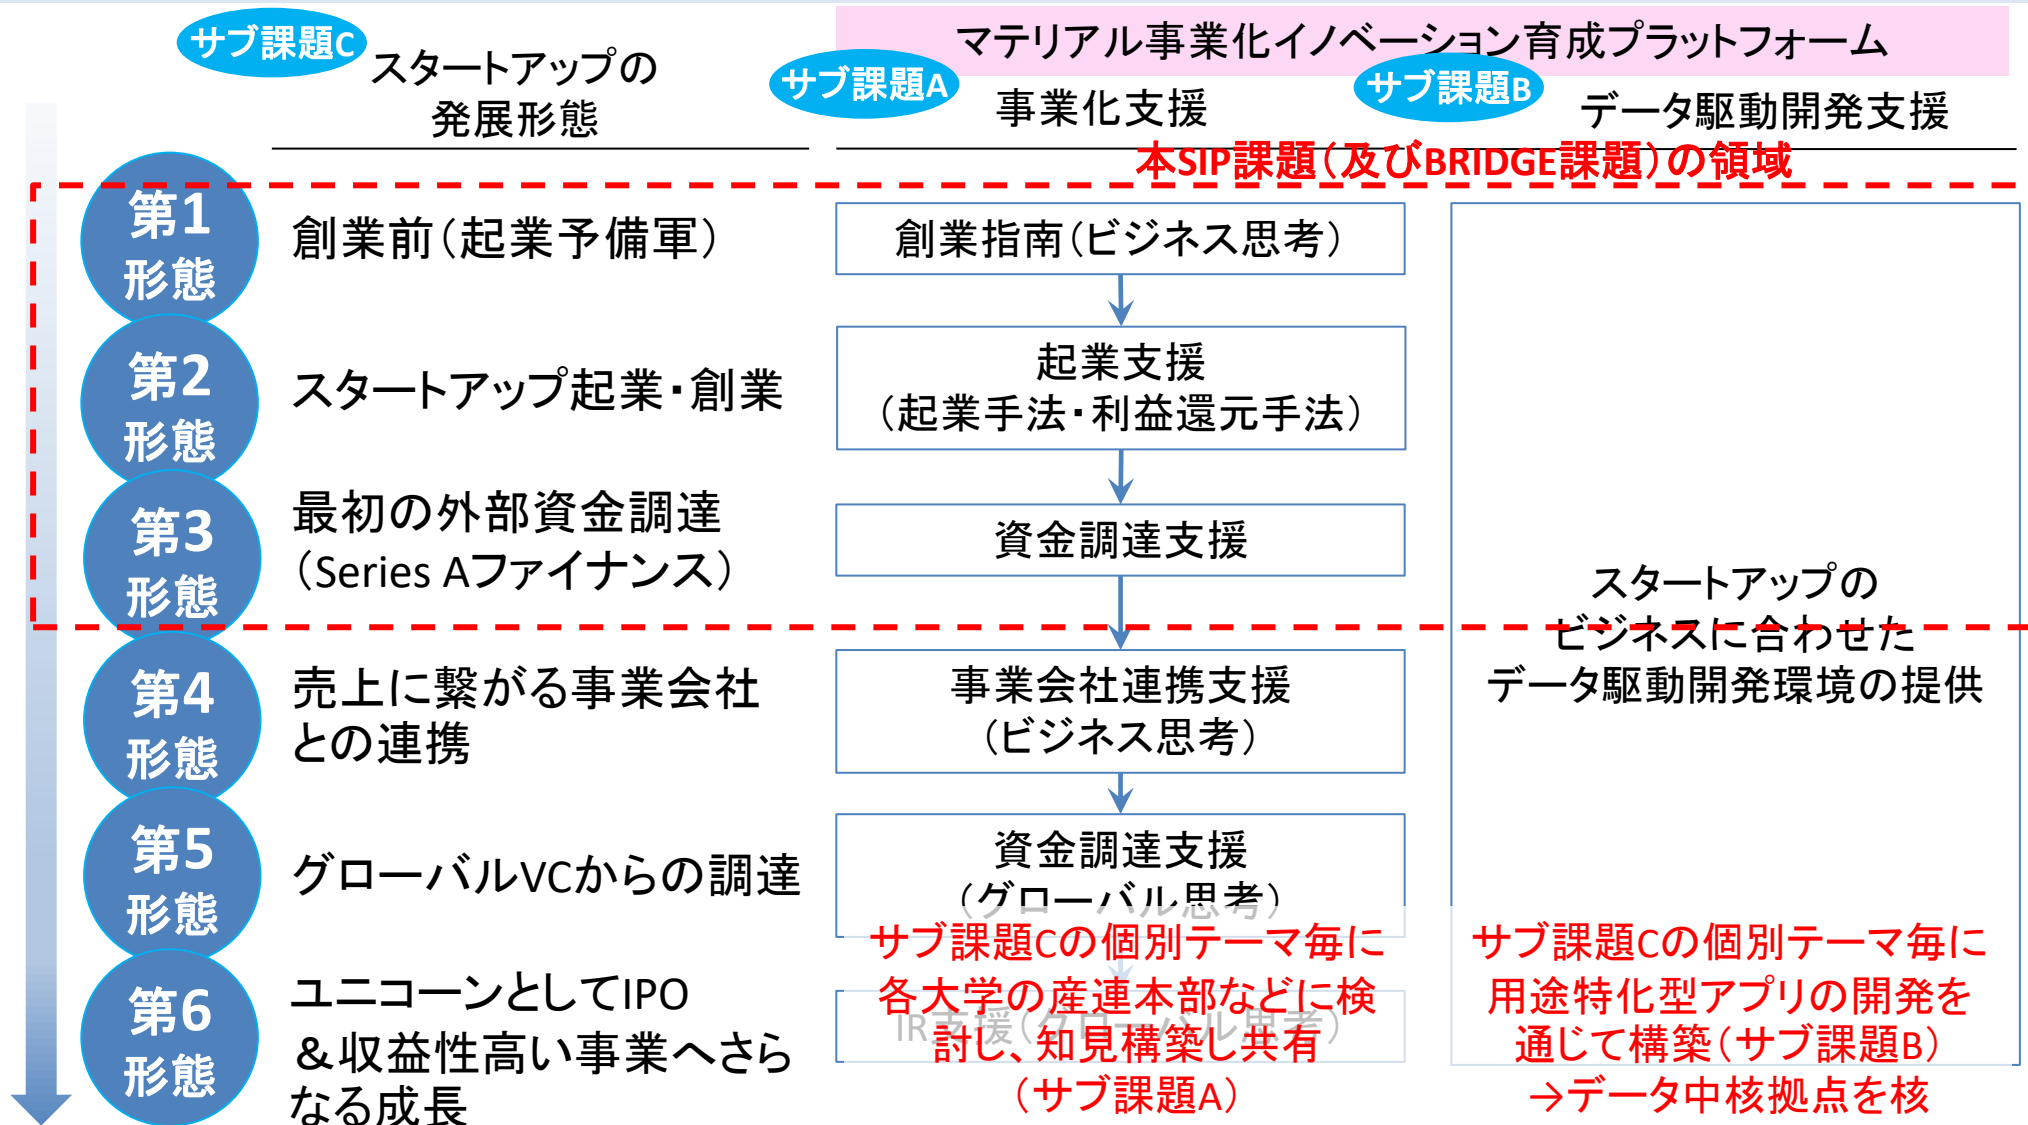 サブ課題C
スタートアップの
発展形態
マテリアル事業化イノベーション育成プラットフォーム
サブ課題A
事業化支援
サブ課題B
データ駆動開発支援
本SIP課題（及びBRIDGE課題）の領域
第1
形態
創業前（起業予備軍）
創業指南（ビジネス思考）
第2
形態
スタートアップ起業・創業
起業支援
（起業手法・利益還元手法）
第3
形態
最初の外部資金調達
（Series Aファイナンス）
資金調達支援
スタートアップの
ビジネスに合わせた
データ駆動開発環境の提供
第4
形態
売上に繋がる事業会社
との連携
事業会社連携支援
（ビジネス思考）
第5
形態
グローバルVCからの調達
資金調達支援
（グローバル思考）
第6
形態
ユニコーンとしてIPO
＆収益性高い事業へさら
なる成長
IR支援（グローバル思考）
サブ課題Cの個別テーマ毎に
各大学の産連本部などに検
討し、知見構築し共有
（サブ課題A）
サブ課題Cの個別テーマ毎に
用途特化型アプリの開発を
通じて構築（サブ課題B）
→データ中核拠点を核